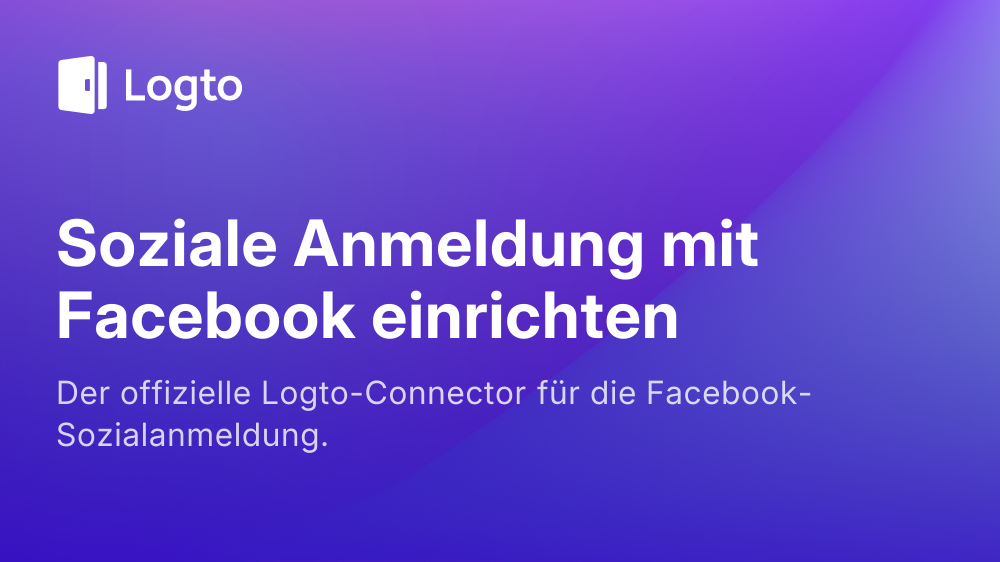 Logto
Soziale Anmeldung mit
Facebook einrichten
Der offizielle Logto-Connector für die Facebook-
Sozialanmeldung.